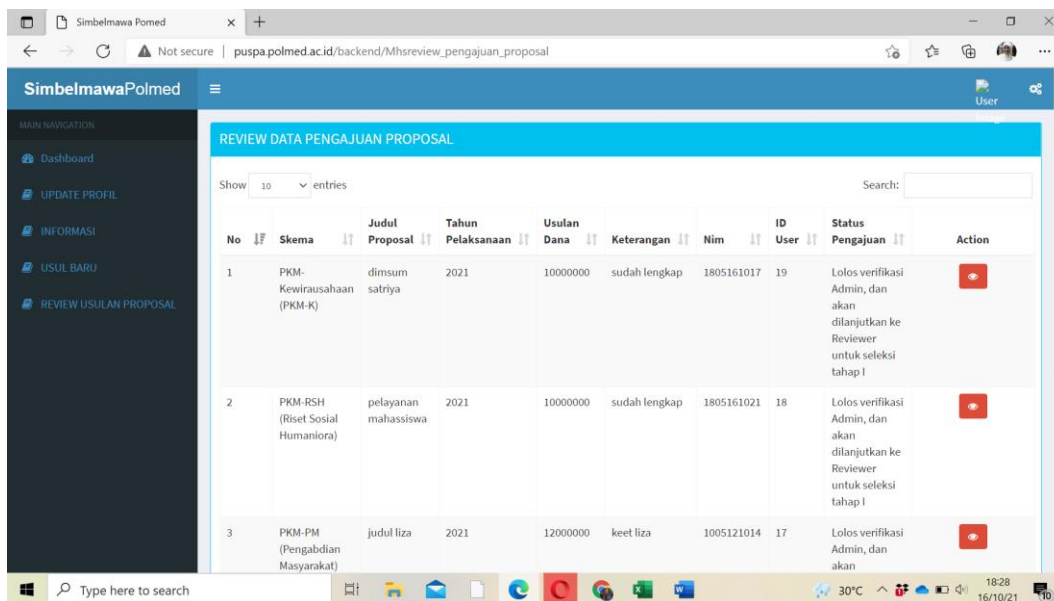 Simbelmawa Pomed
Not secure | puspa.polmed.ac.id/backend/Mhsreview_pengajuan_proposal
SimbelmawaPolmed
User
MAIN NAVIGATION
Dashboard
UPDATE PROFIL
INFORMASI
USUL BARU
REVIEW USULAN PROPOSAL
REVIEW DATA PENGAJUAN PROPOSAL
Show 10 entries
Search:
No Skema Judul Proposal Tahun Pelaksanaan Usulan Dana Keterangan Nim ID User Status Pengajuan Action
1 PKM- dimsum 2021 10000000 sudah lengkap 1805161017 19 Lolos verifikasi
Kewirausahaan satriya Admin, dan
(PKM-K) akan
dilanjutkan ke
Reviewer
untuk seleksi
tahap I
2 PKM-RSH pelayanan 2021 10000000 sudah lengkap 1805161021 18 Lolos verifikasi
(Riset Sosial mahassiswa Admin, dan
Humaniora) akan
dilanjutkan ke
Reviewer
untuk seleksi
tahap I
3 PKM-PM judul liza 2021 12000000 keet liza 1005121014 17 Lolos verifikasi
(Pengabdian Admin, dan
Masyarakat) akan
Type here to search
30°C
18:28
16/10/21